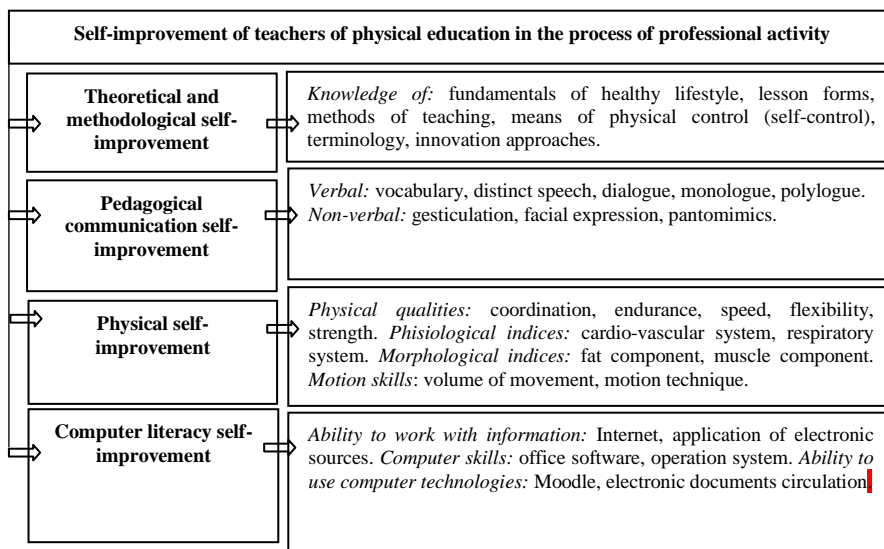 Self-improvement of teachers of physical education in the process of professional activity
Theoretical and
methodological self-
improvement
Knowledge of: fundamentals of healthy lifestyle, lesson forms,
methods of teaching, means of physical control (self-control),
terminology, innovation approaches.
Pedagogical
communication self-
improvement
Verbal: vocabulary, distinct speech, dialogue, monologue, polylogue.
Non-verbal: gesticulation, facial expression, pantomimics.
Physical self-
improvement
Physical qualities: coordination, endurance, speed, flexibility,
strength. Phisiological indices: cardio-vascular system, respiratory
system. Morphological indices: fat component, muscle component.
Motion skills: volume of movement, motion technique.
Computer literacy self-
improvement
Ability to work with information: Internet, application of electronic
sources. Computer skills: office software, operation system. Ability to
use computer technologies: Moodle, electronic documents circulation.